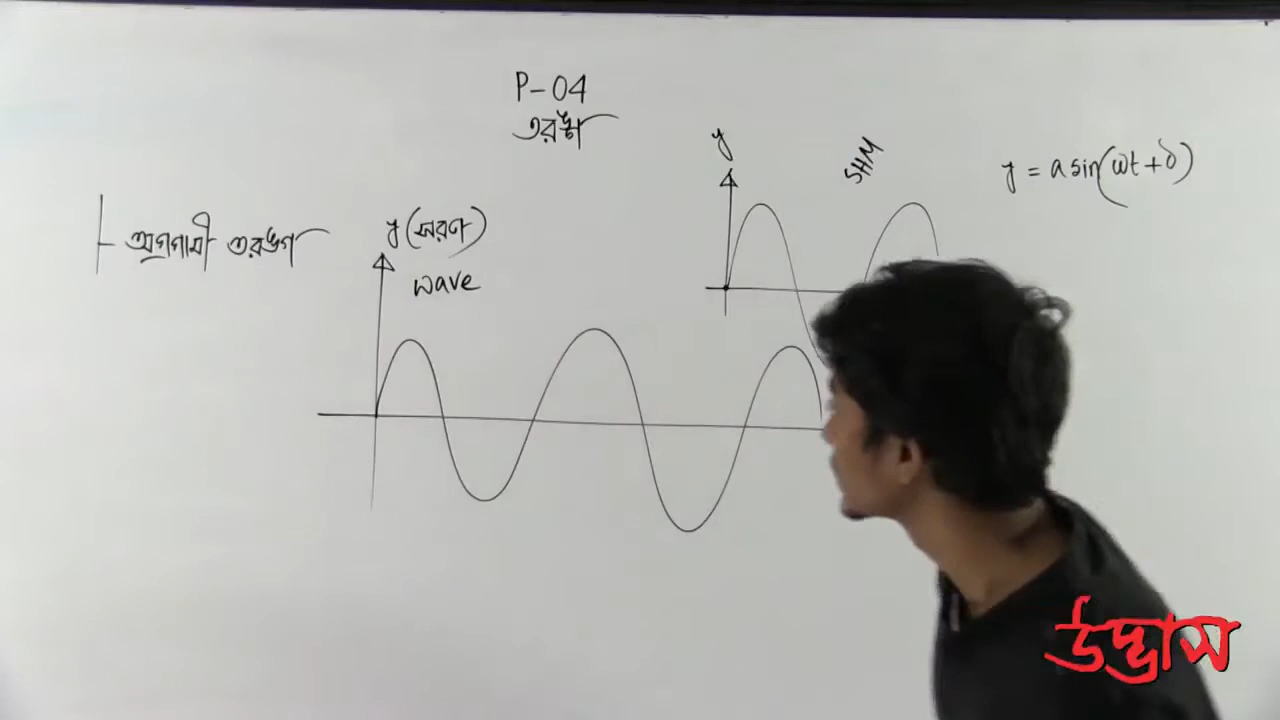 P-04
তরঙ্গ
অগ্রগামী তরঙ্গ
y (সরণ)
wave
y
SHM
y = a sin(ωt + δ)
উদ্ভাস